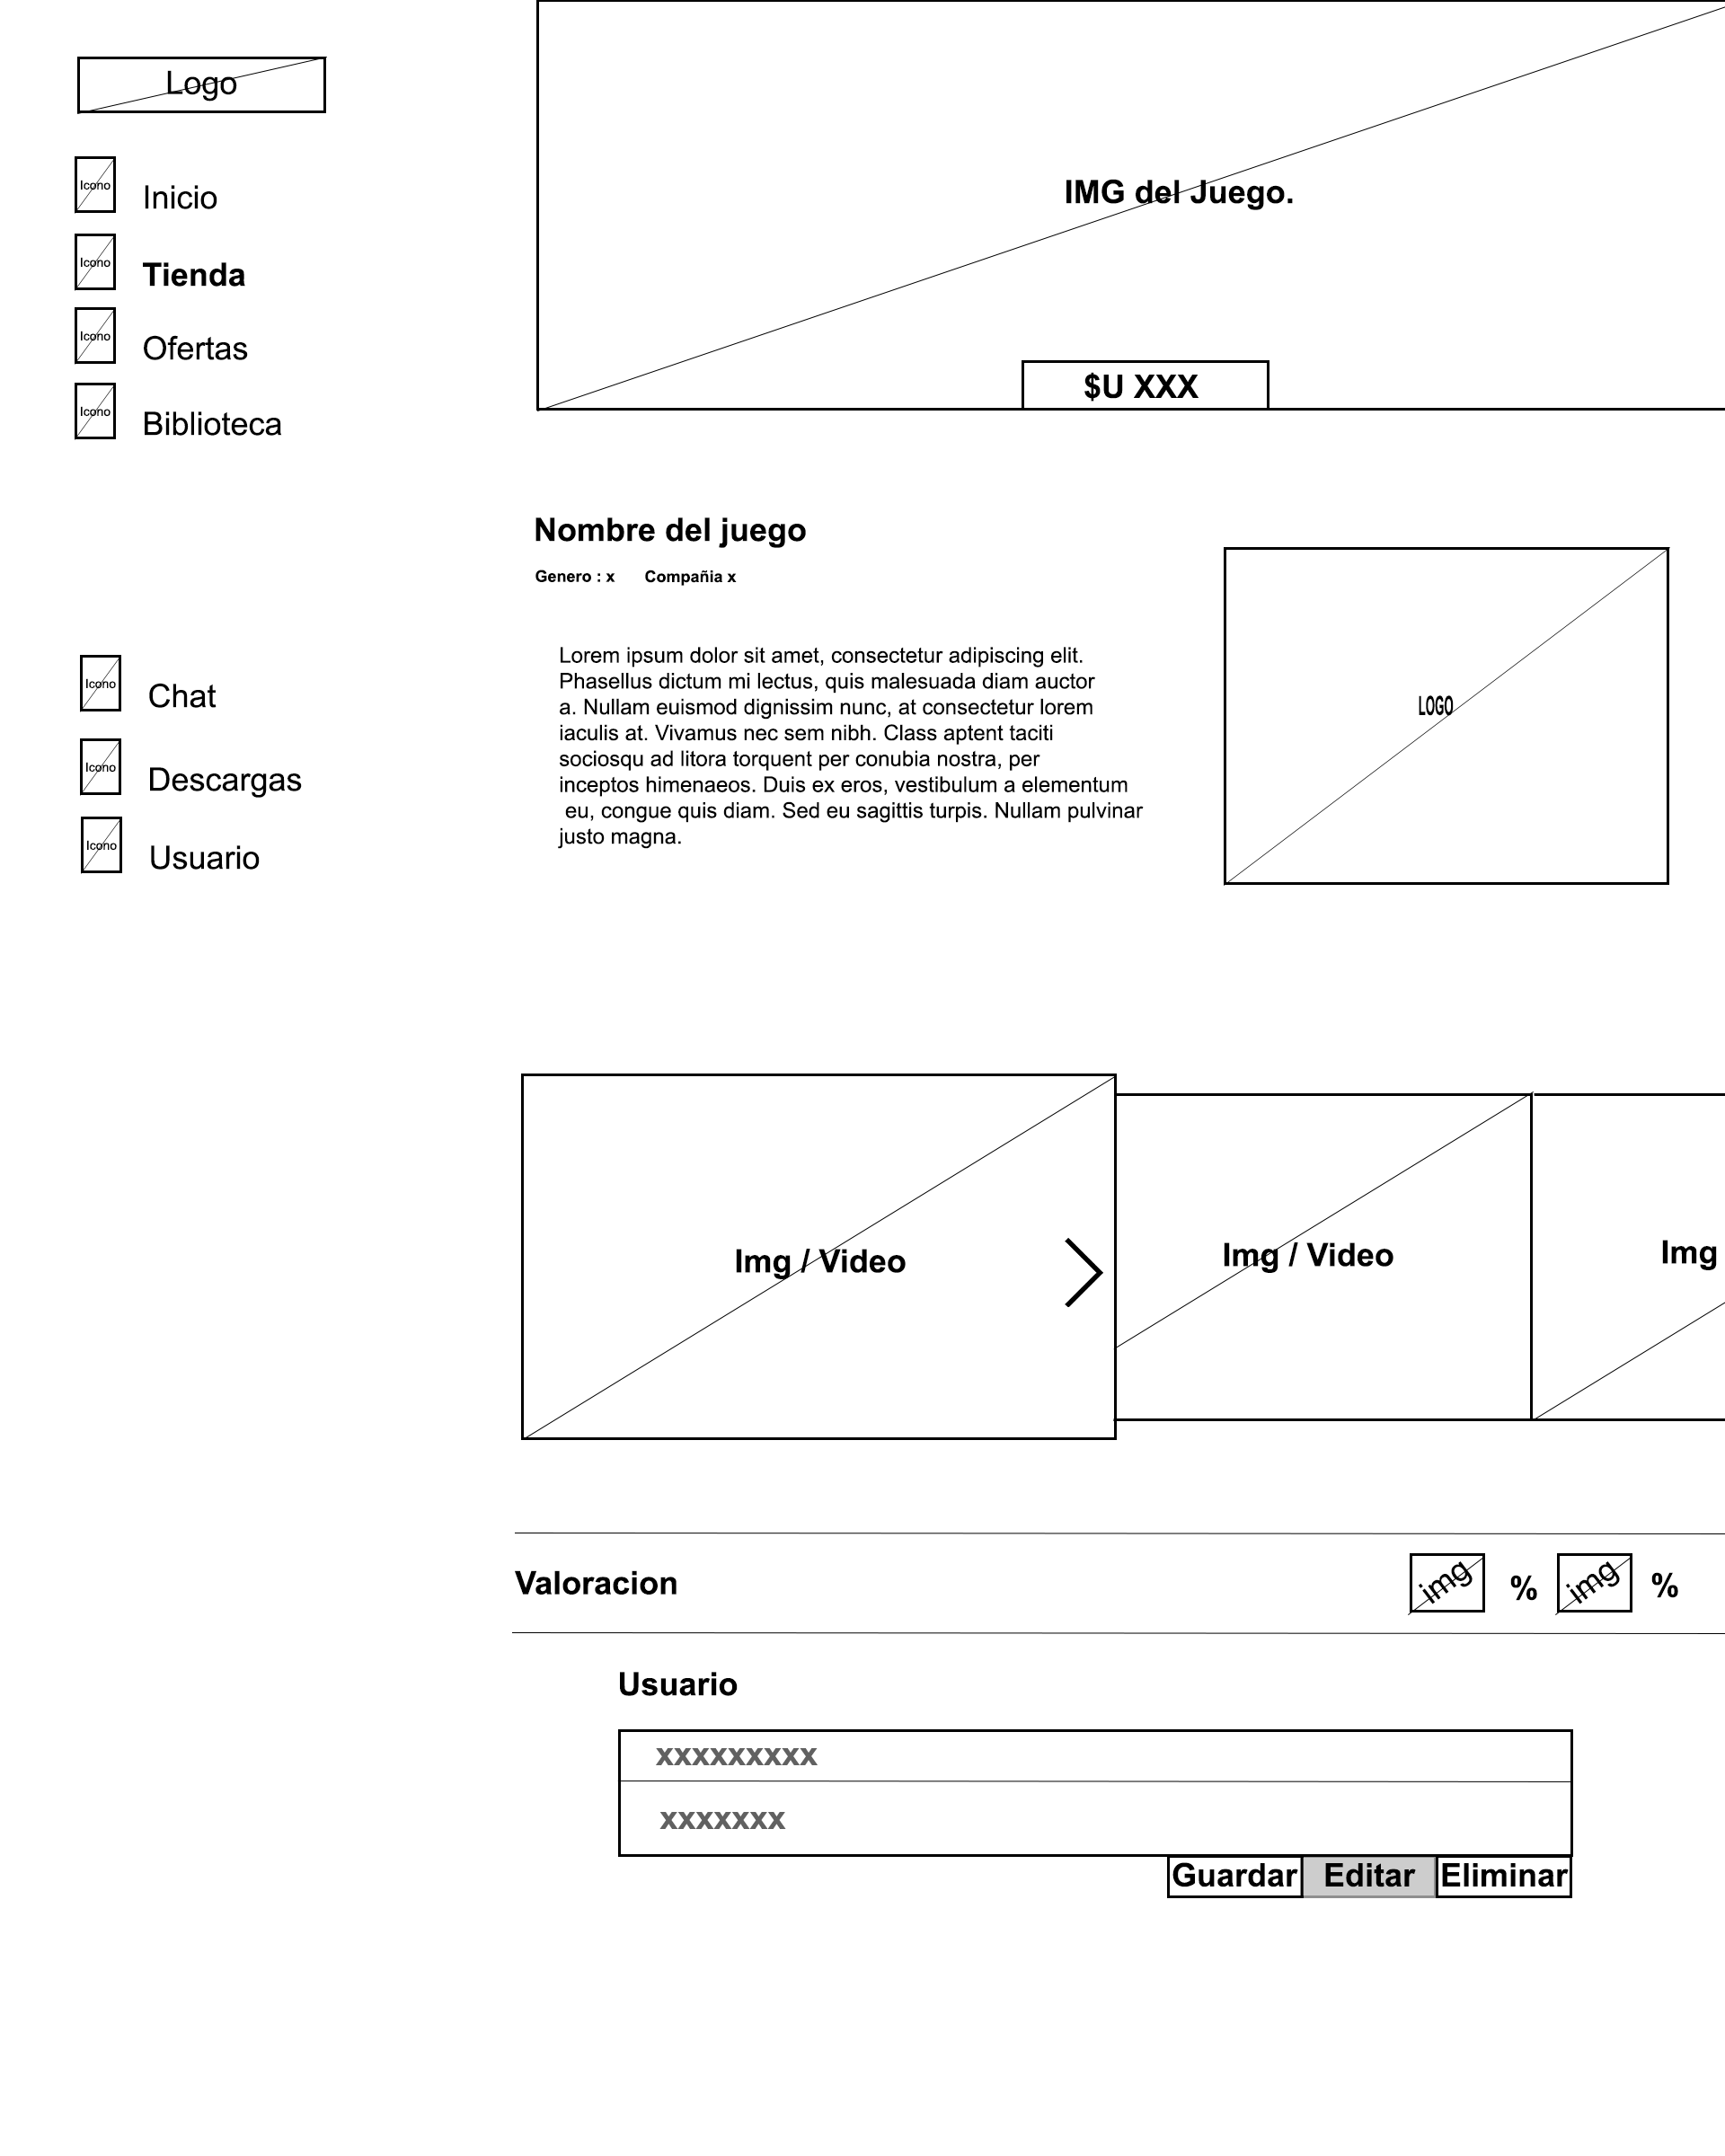 Logo
Icono
Inicio
Icono
Tienda
Icono
Ofertas
Icono
Biblioteca
Icono
Chat
Icono
Descargas
Icono
Usuario
IMG del Juego.
$U XXX
Nombre del juego
Genero : x Compañia x
Lorem ipsum dolor sit amet, consectetur adipiscing elit.
Phasellus dictum mi lectus, quis malesuada diam auctor
a. Nullam euismod dignissim nunc, at consectetur lorem
iaculis at. Vivamus nec sem nibh. Class aptent taciti
sociosqu ad litora torquent per conubia nostra, per
inceptos himenaeos. Duis ex eros, vestibulum a elementum
eu, congue quis diam. Sed eu sagittis turpis. Nullam pulvinar
justo magna.
LOGO
Img / Video
Img / Video
Img
Valoracion
img % img %
Usuario
xxxxxxxxx
xxxxxxx
Guardar Editar Eliminar